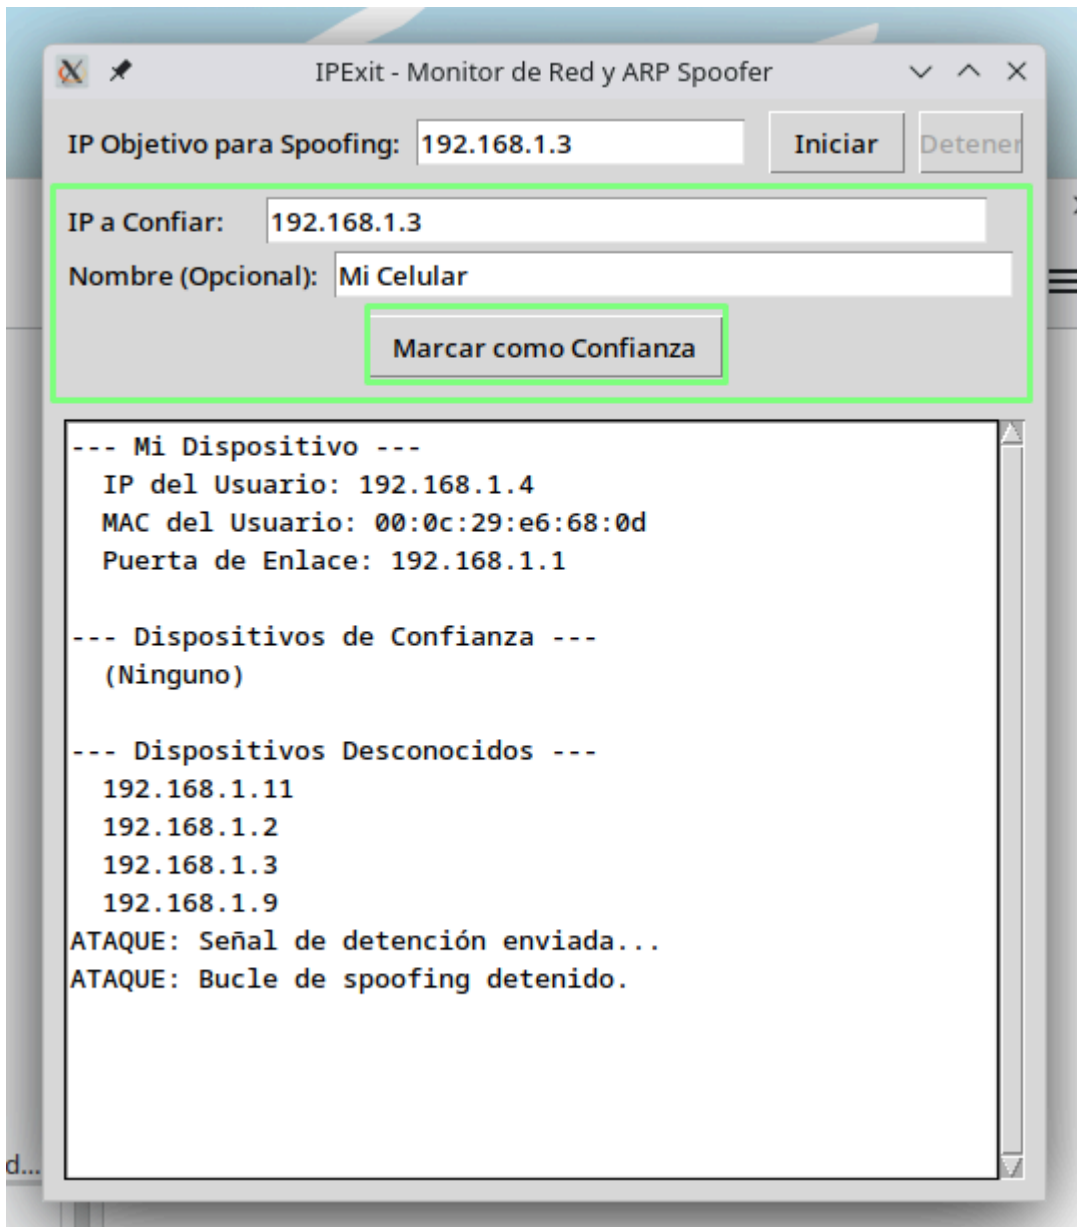 IPExit - Monitor de Red y ARP Spoofer
IP Objetivo para Spoofing: 192.168.1.3 Iniciar Detener
IP a Confiar: 192.168.1.3
Nombre (Opcional): Mi Celular
Marcar como Confianza
--- Mi Dispositivo ---
IP del Usuario: 192.168.1.4
MAC del Usuario: 00:0c:29:e6:68:0d
Puerta de Enlace: 192.168.1.1
--- Dispositivos de Confianza ---
(Ninguno)
--- Dispositivos Desconocidos ---
192.168.1.11
192.168.1.2
192.168.1.3
192.168.1.9
ATAQUE: Señal de detención enviada...
ATAQUE: Bucle de spoofing detenido.
d...